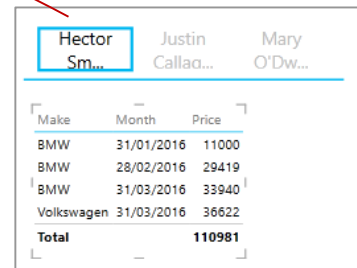 Hector Justin Mary
Sm... Callag... O'Dw...
Make Month Price
BMW 31/01/2016 11000
BMW 28/02/2016 29419
BMW 31/03/2016 33940
Volkswagen 31/03/2016 36622
Total 110981